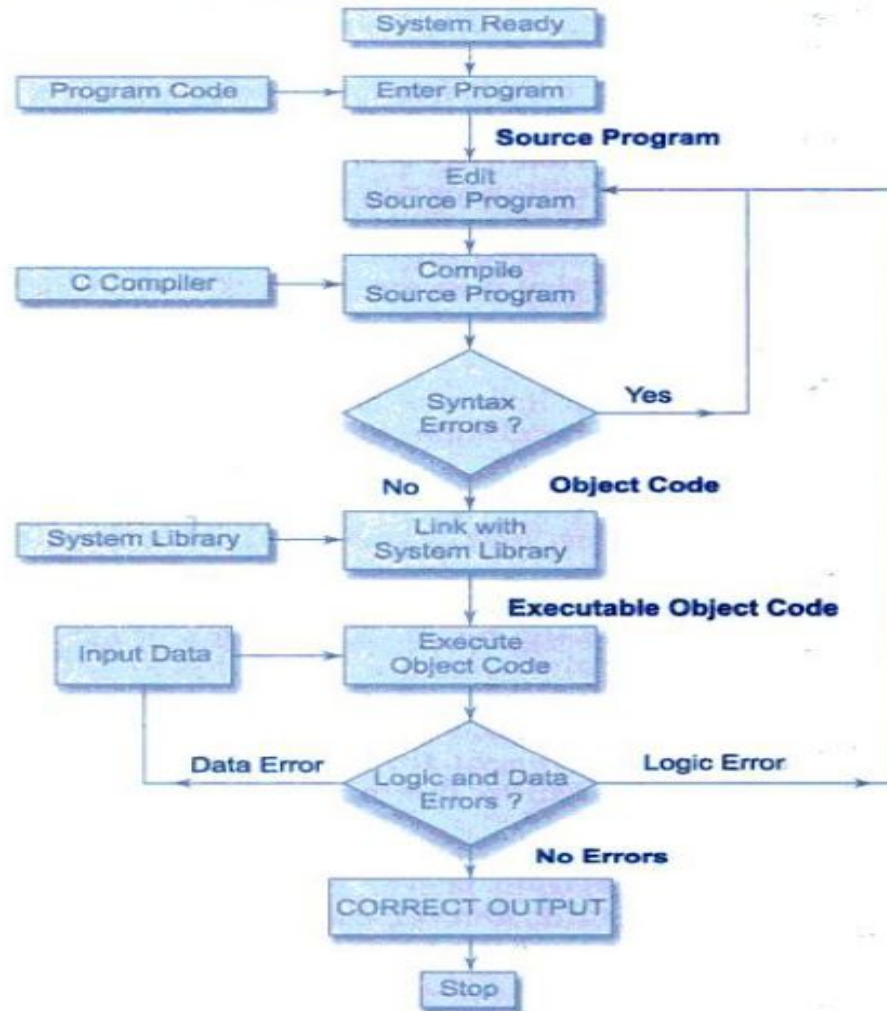 System Ready
Program Code
Enter Program
Source Program
Edit
Source Program
C Compiler
Compile
Source Program
Syntax
Errors ?
Yes
No
Object Code
System Library
Link with
System Library
Executable Object Code
Input Data
Execute
Object Code
Data Error
Logic and Data
Errors ?
Logic Error
No Errors
CORRECT OUTPUT
Stop